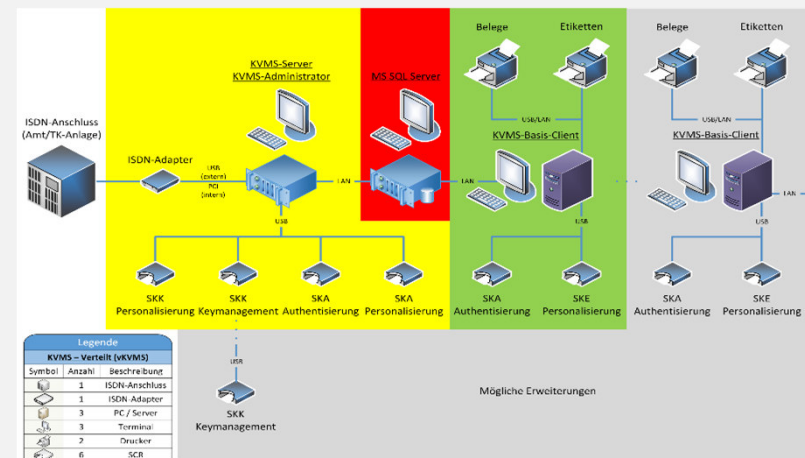 Belege
Etiketten
Belege
Etiketten
KVMS-Server
KVMS-Administrator
MS SQL Server
ISDN-Anschluss
(Amt/TK-Anlage)
USB/LAN
USB/LAN
KVMS-Basis-Client
KVMS-Basis-Client
ISDN-Adapter
USB
(extern)
PCI
(intern)
LAN
LAN
LAN
USB
USB
USB
SKK
Personalisierung
SKK
Keymanagement
SKA
Authentisierung
SKA
Personalisierung
SKA
Authentisierung
SKE
Personalisierung
SKA
Authentisierung
SKE
Personalisierung
Legende
KVMS – Verteilt (vKVMS)
Symbol Anzahl Beschreibung
1 ISDN-Anschluss
1 ISDN-Adapter
3 PC / Server
3 Terminal
2 Drucker
6 SCR
USB
SKK
Keymanagement
Mögliche Erweiterungen